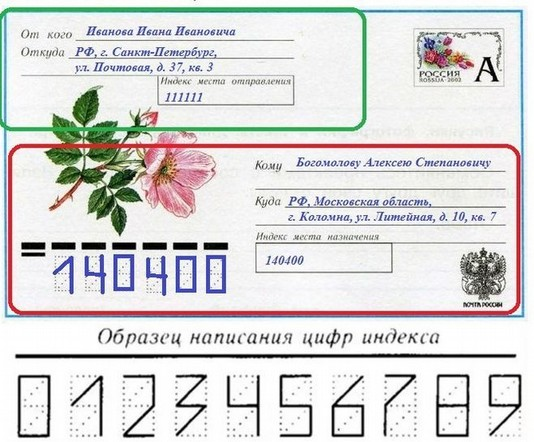 От кого Иванова Ивана Ивановича
Откуда РФ, г. Санкт-Петербург,
ул. Почтовая, д. 37, кв. 3
Индекс места отправления
111111
РОССИЯ А
ROSSIJA 2002
Кому Богомолову Алексею Степановичу
Куда РФ, Московская область,
г. Коломна, ул. Литейная, д. 10, кв. 7
Индекс места назначения
140400
140400
ПОЧТА РОССИИ
Образец написания цифр индекса
0 1 2 3 4 5 6 7 8 9